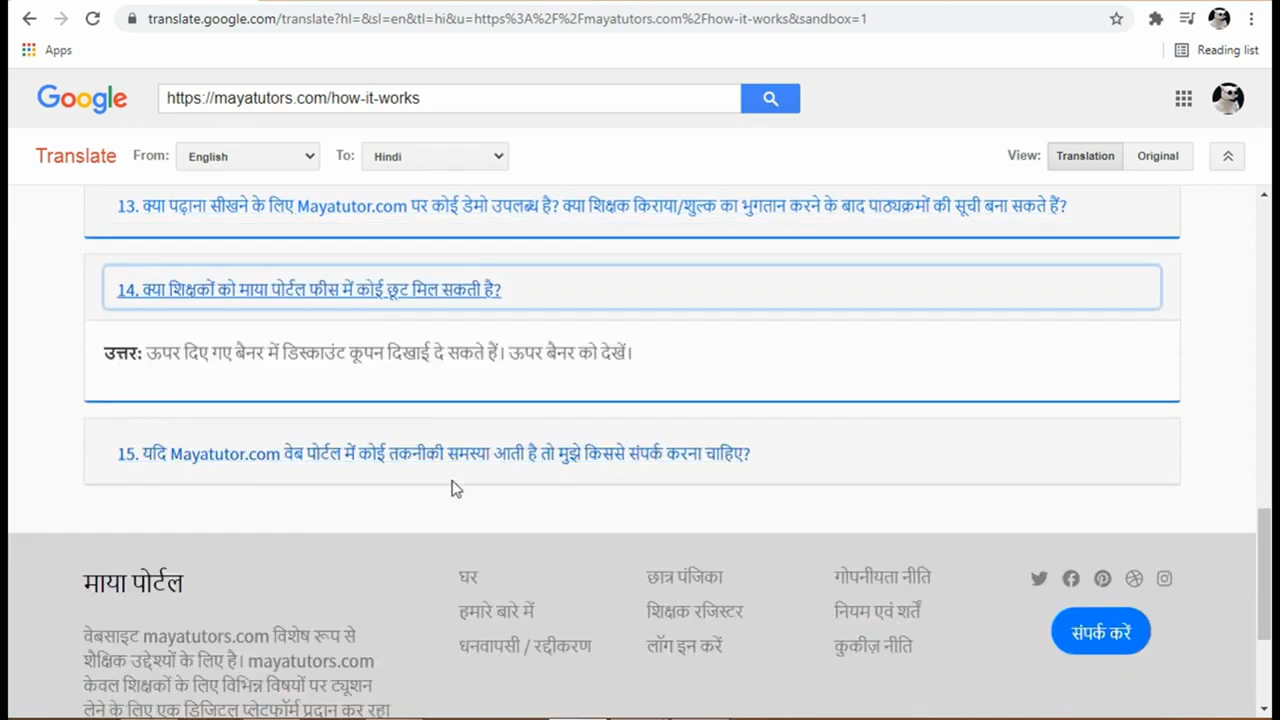 translate.google.com/translate?hl=&sl=en&tl=hi&u=https%3A%2F%2Fmayatutors.com%2Fhow-it-works&sandbox=1
Apps
Reading list
Google
https://mayatutors.com/how-it-works
Translate From: English To: Hindi View: Translation Original
13. क्या पढ़ाना सीखने के लिए Mayatutor.com पर कोई डेमो उपलब्ध है? क्या शिक्षक किराया/शुल्क का भुगतान करने के बाद पाठ्यक्रमों की सूची बना सकते हैं?
14. क्या शिक्षकों को माया पोर्टल फीस में कोई छूट मिल सकती है?
उत्तर: ऊपर दिए गए बैनर में डिस्काउंट कूपन दिखाई दे सकते हैं। ऊपर बैनर को देखें।
15. यदि Mayatutor.com वेब पोर्टल में कोई तकनीकी समस्या आती है तो मुझे किससे संपर्क करना चाहिए?
माया पोर्टल
वेबसाइट mayatutors.com विशेष रूप से
शैक्षिक उद्देश्यों के लिए है। mayatutors.com
केवल शिक्षकों के लिए विभिन्न विषयों पर ट्यूशन
लेने के लिए एक डिजिटल प्लेटफॉर्म प्रदान कर रहा
घर
हमारे बारे में
धनवापसी / रद्दीकरण
छात्र पंजिका
शिक्षक रजिस्टर
लॉग इन करें
गोपनीयता नीति
नियम एवं शर्तें
कुकीज़ नीति
संपर्क करें